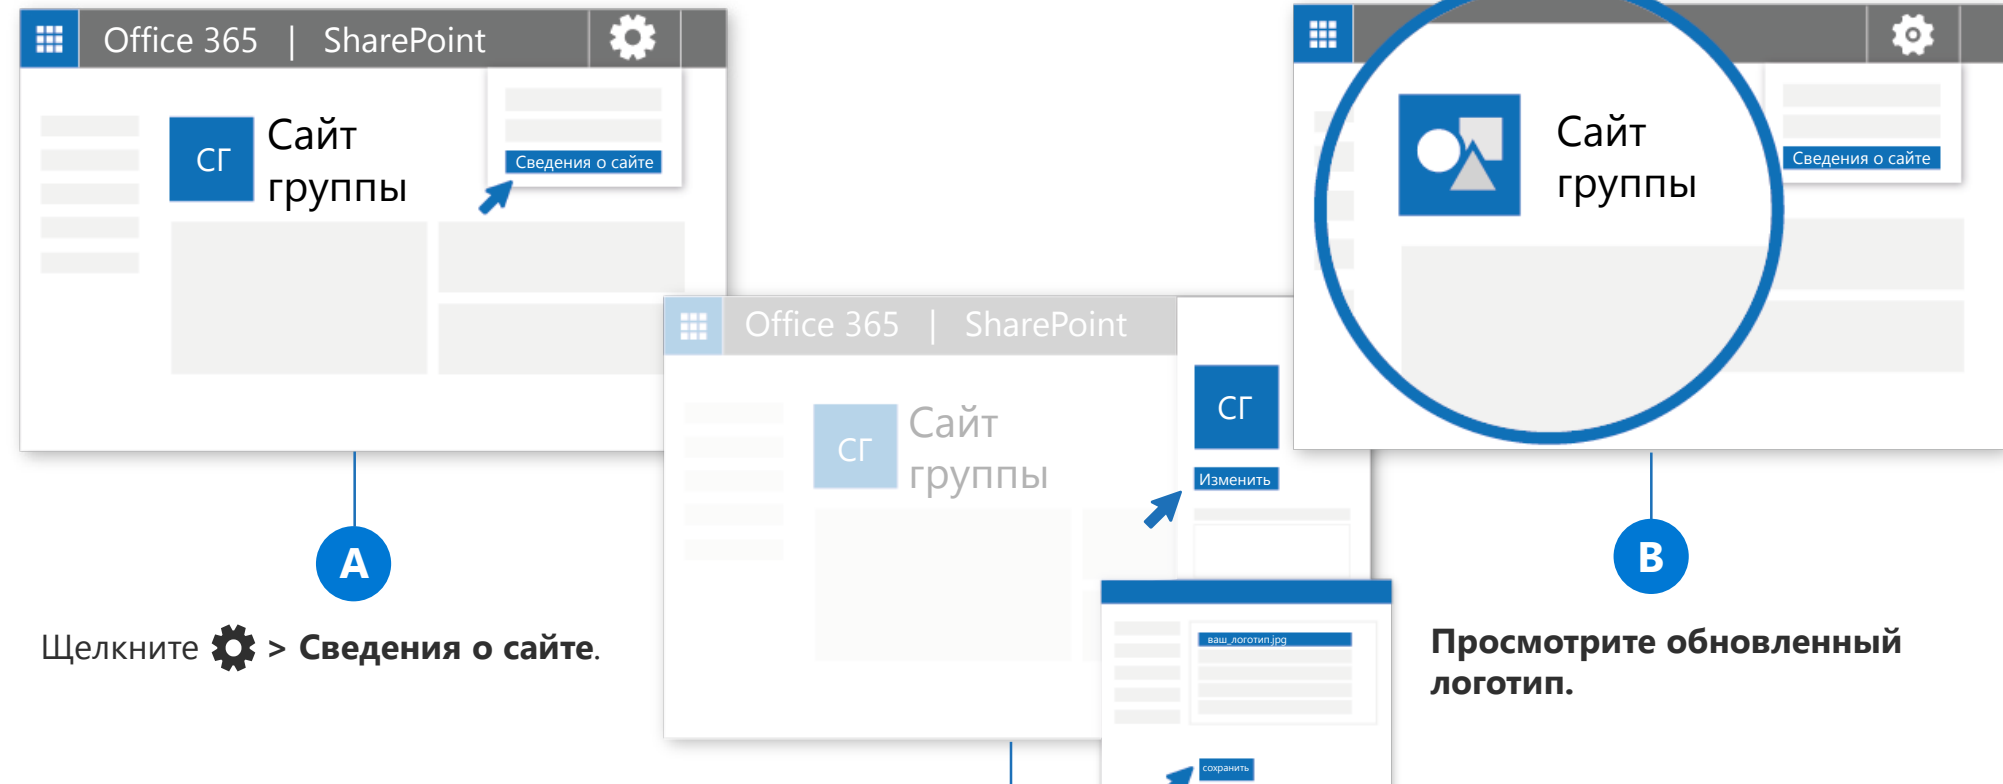 Office 365 | SharePoint
СГ
Сайт
группы
Сведения о сайте
A
Щелкните > Сведения о сайте.
Office 365 | SharePoint
СГ
Сайт
группы
СГ
Изменить
ваш_логотип.jpg
сохранить
Сайт
группы
Сведения о сайте
B
Просмотрите обновленный
логотип.